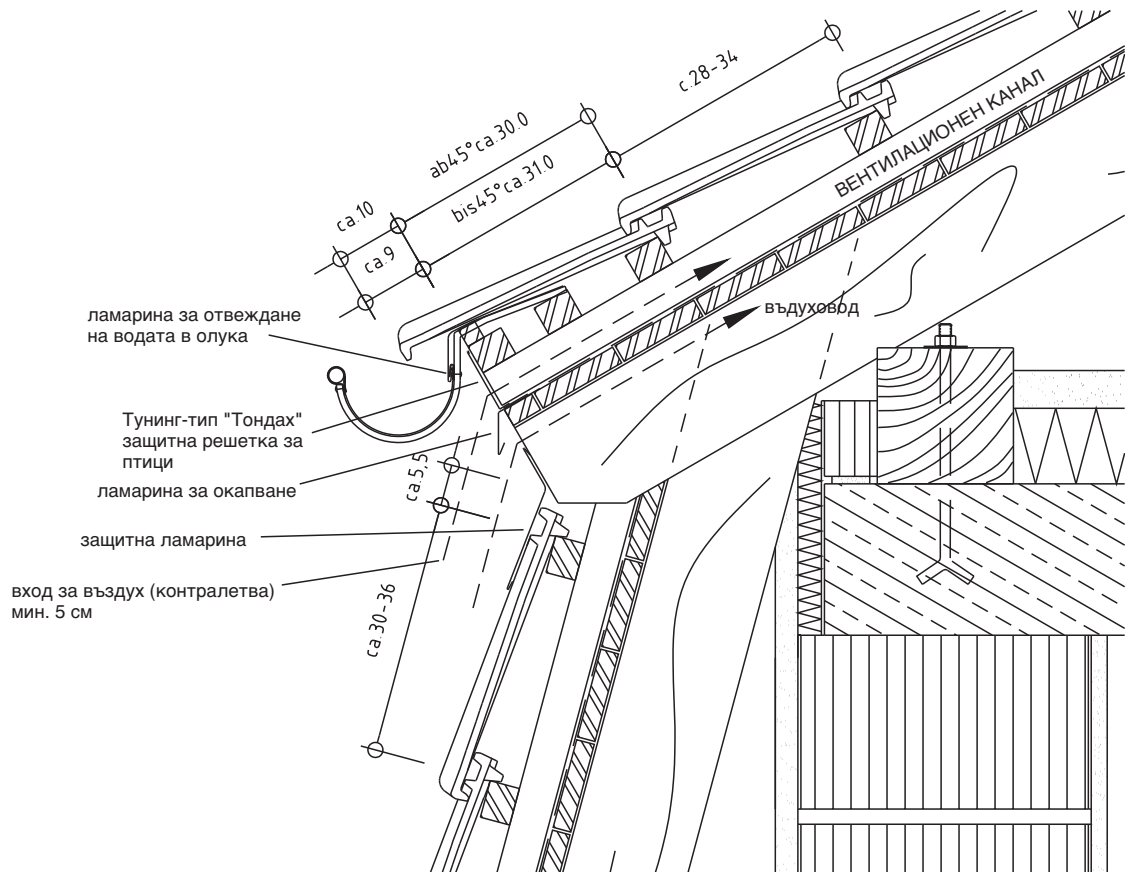 c.28-34
ab45°ca.30.0
bis45°ca.31.0
ca.10
ca.9
ВЕНТИЛАЦИОНЕН КАНАЛ
въдуховод
ламарина за отвеждане
на водата в олука
Тунинг-тип "Тондах"
защитна решетка за
птици
ламарина за окапване
ca.5,5
защитна ламарина
вход за въздух (контралетва)
мин. 5 см
ca.30-36